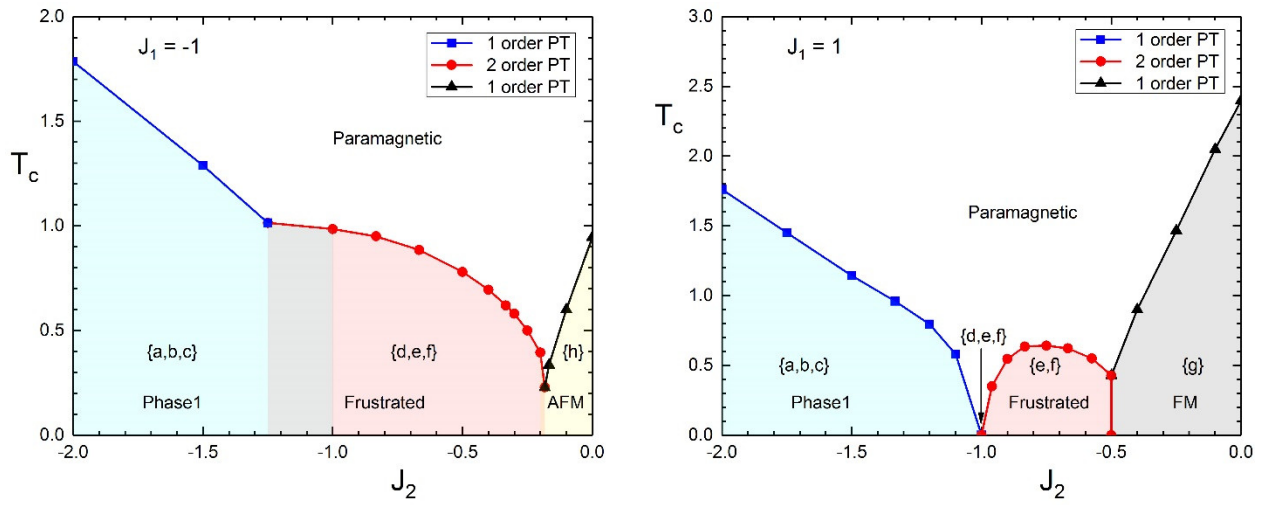 J1 = -1
1 order PT
2 order PT
1 order PT
Paramagnetic
Tc
2.0
1.5
1.0
0.5
0.0
{a,b,c}
{d,e,f}
{h}
Phase1
Frustrated
AFM
-2.0 -1.5 -1.0 -0.5 0.0
J2
J1 = 1
1 order PT
2 order PT
1 order PT
Paramagnetic
Tc
3.0
2.5
2.0
1.5
1.0
0.5
0.0
{d,e,f}
{a,b,c}
{e,f}
{g}
Phase1
Frustrated
FM
-2.0 -1.5 -1.0 -0.5 0.0
J2